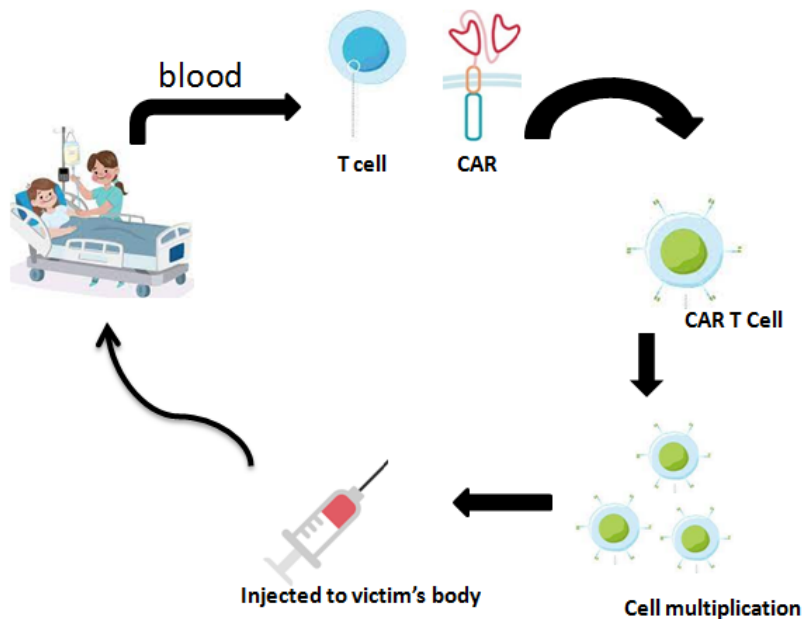 blood
T cell
CAR
CAR T Cell
Injected to victim's body
Cell multiplication